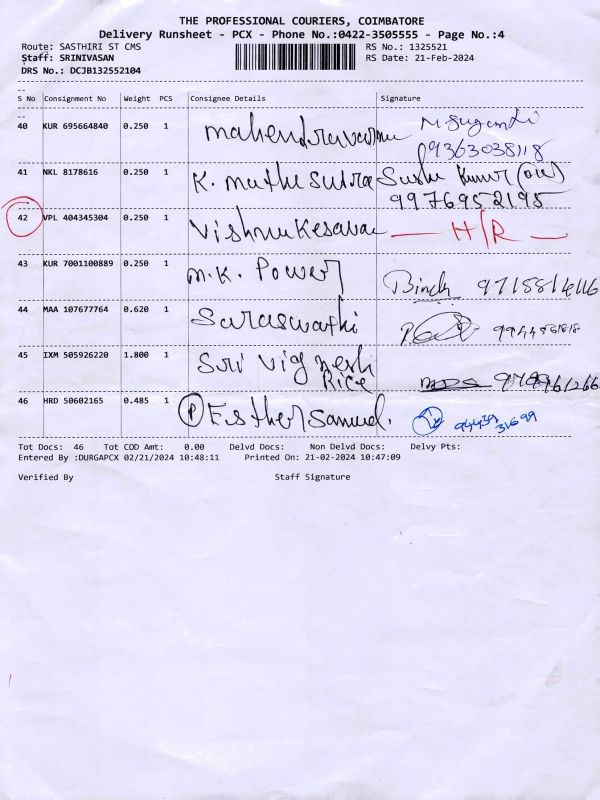 THE PROFESSIONAL COURIERS, COIMBATORE
Delivery Runsheet - PCX - Phone No.:0422-3505555 - Page No.:4
Route: SASTHIRI ST CMS RS No.: 1325521
Staff: SRINIVASAN RS Date: 21-Feb-2024
DRS No.: DCJB132552104
S No Consignment No Weight PCS Consignee Details Signature
40 KUR 695664840 0.250 1 Mahendravarma M. Sugandi
9363038118
41 NKL 8178616 0.250 1 K. Mathi Sutra
9976952195
42 VPL 404345304 0.250 1 Vishnu Kesavan — H/R —
43 KUR 7001100889 0.250 1 M.K. Power
44 MAA 107677764 0.620 1 Saraswathi
45 IXM 505926220 1.800 1 Sri Vignesh
Rice
46 HRD 50602165 0.485 1 (P) Esther Samuel.
Tot Docs: 46 Tot COD Amt: 0.00 Delvd Docs: Non Delvd Docs: Delvy Pts:
Entered By :DURGAPCX 02/21/2024 10:48:11 Printed On: 21-02-2024 10:47:09
Verified By Staff Signature